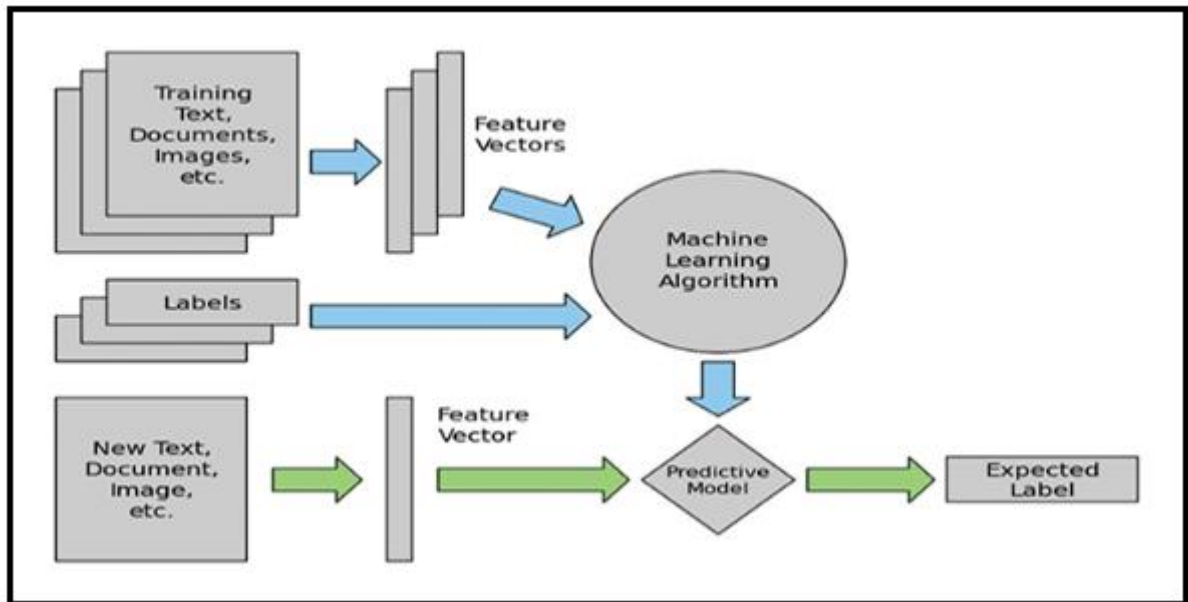 Training
Text,
Documents,
Images,
etc.
Feature
Vectors
Machine
Learning
Algorithm
Labels
New Text,
Document,
Image,
etc.
Feature
Vector
Predictive
Model
Expected
Label